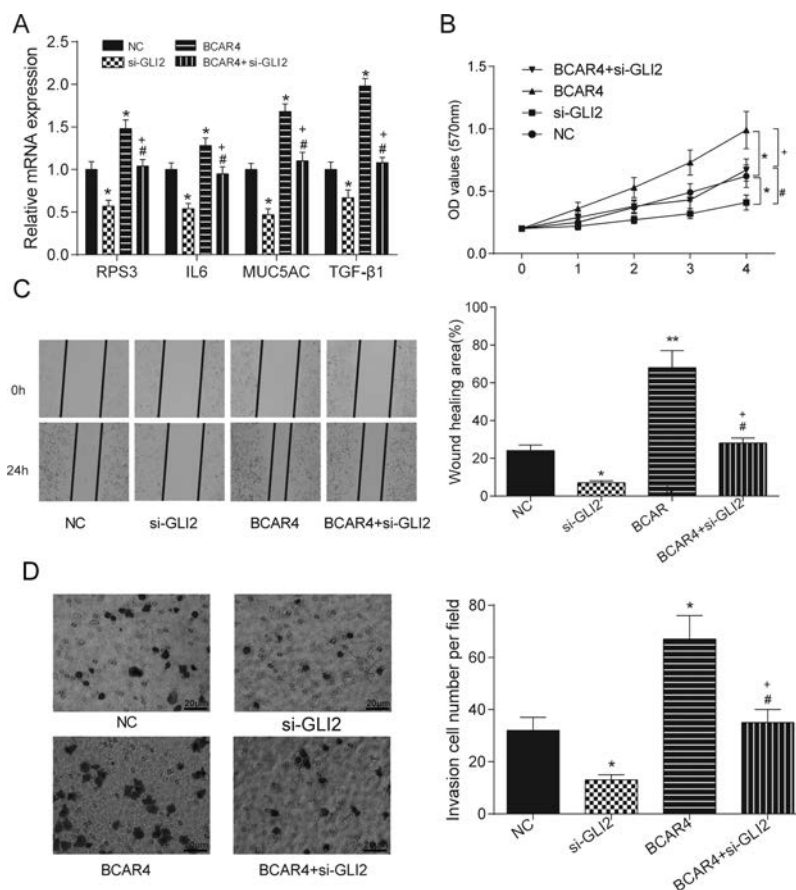 A
NC
BCAR4
si-GLI2
BCAR4+si-GLI2
Relative mRNA expression
2.5
2.0
1.5
1.0
0.5
0.0
* * + #
* * + #
* * + #
* * + #
RPS3 IL6 MUC5AC TGF-β1
B
BCAR4+si-GLI2
BCAR4
si-GLI2
NC
OD values (570nm)
1.5
1.0
0.5
0.0
* +
* #
0 1 2 3 4
C
0h
24h
NC si-GLI2 BCAR4 BCAR4+si-GLI2
Wound healing area(%)
100
80
60
40
20
0
*
**
+
#
NC si-GLI2 BCAR BCAR4+si-GLI2
D
20μm
20μm
NC si-GLI2
20μm
BCAR4 BCAR4+si-GLI2
Invasion cell number per field
80
60
40
20
0
*
*
+
#
NC si-GLI2 BCAR4 BCAR4+si-GLI2